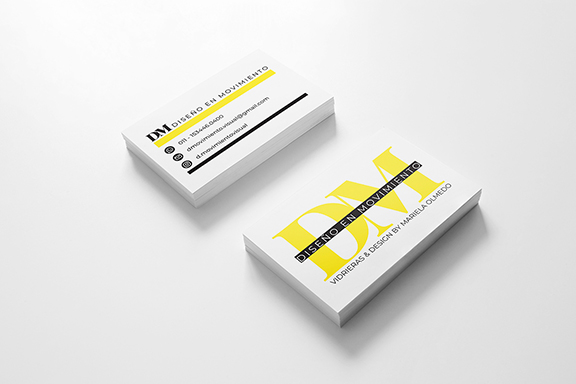 DM DISEÑO EN MOVIMIENTO
011 - 153446.0400
dmovimientovisual@gmail.com
d.movimientovisual
DM
DISEÑO EN MOVIMIENTO
VIDRIERAS & DESIGN BY MARIELA OLMEDO